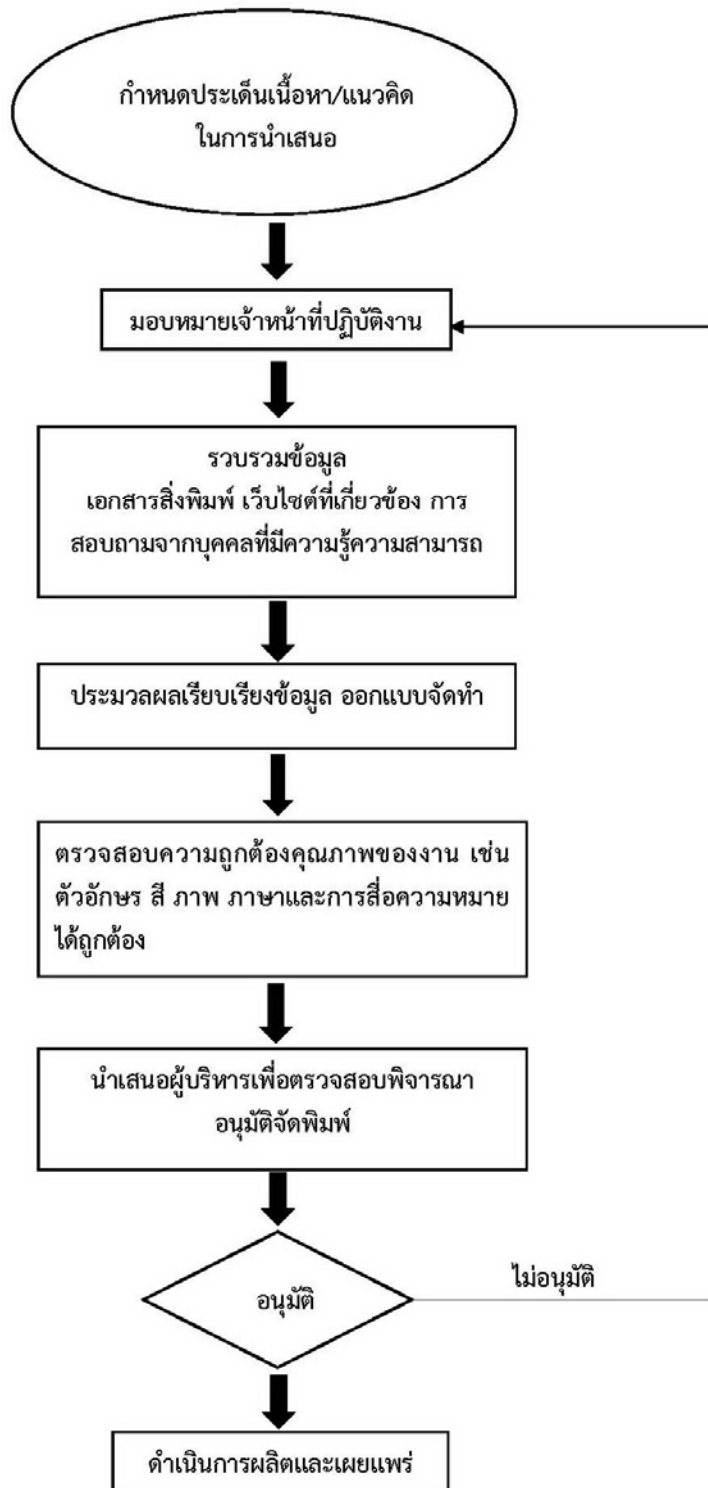 กำหนดประเด็นเนื้อหา/แนวคิด
ในการนำเสนอ
มอบหมายเจ้าหน้าที่ปฏิบัติงาน
รวบรวมข้อมูล
เอกสารสิ่งพิมพ์ เว็บไซต์ที่เกี่ยวข้อง การ
สอบถามจากบุคคลที่มีความรู้ความสามารถ
ประมวลผลเรียบเรียงข้อมูล ออกแบบจัดทำ
ตรวจสอบความถูกต้องคุณภาพของงาน เช่น
ตัวอักษร สี ภาพ ภาษาและการสื่อความหมาย
ได้ถูกต้อง
นำเสนอผู้บริหารเพื่อตรวจสอบพิจารณา
อนุมัติจัดพิมพ์
ไม่อนุมัติ
อนุมัติ
ดำเนินการผลิตและเผยแพร่